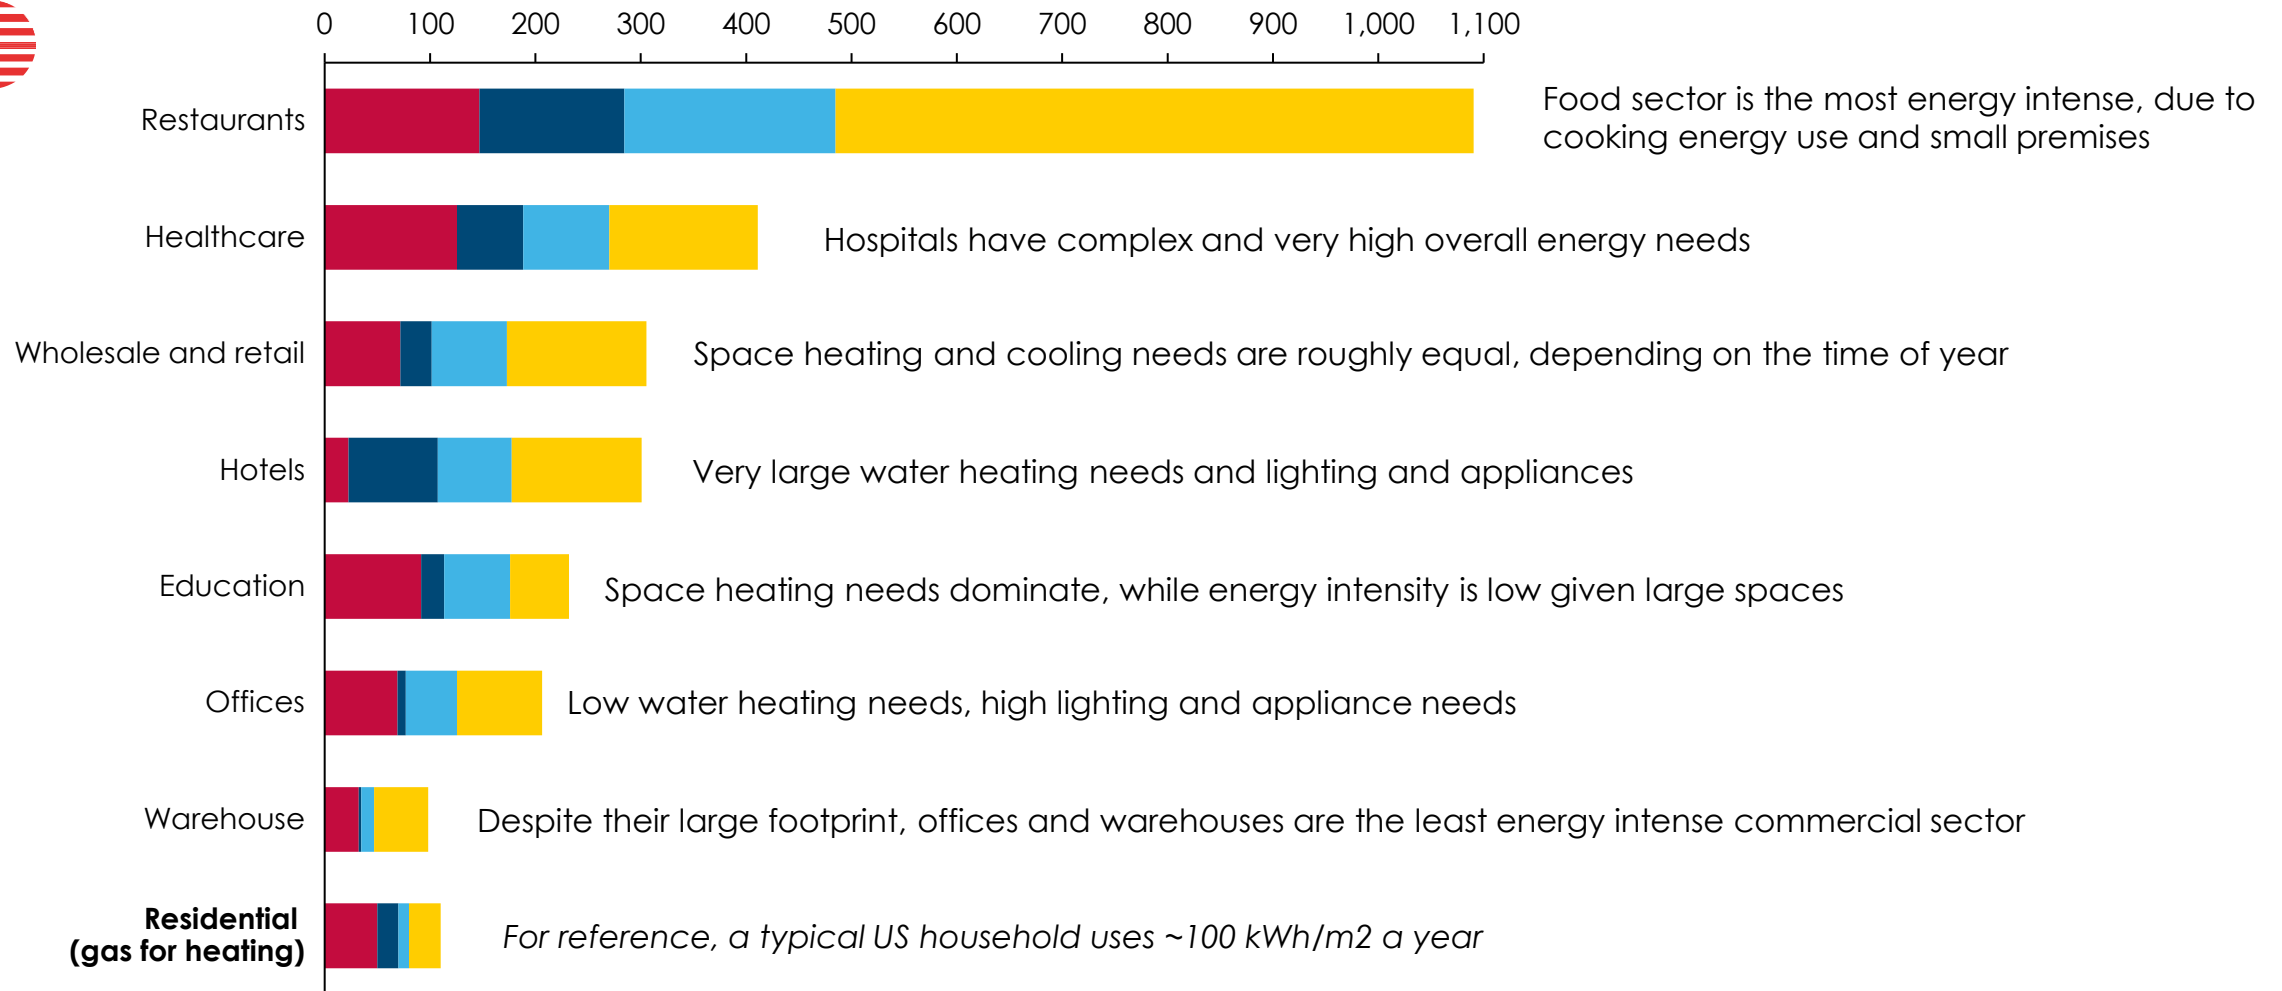 0 100 200 300 400 500 600 700 800 900 1,000 1,100
Restaurants
Food sector is the most energy intense, due to
cooking energy use and small premises
Healthcare
Hospitals have complex and very high overall energy needs
Wholesale and retail
Space heating and cooling needs are roughly equal, depending on the time of year
Hotels
Very large water heating needs and lighting and appliances
Education
Space heating needs dominate, while energy intensity is low given large spaces
Offices
Low water heating needs, high lighting and appliance needs
Warehouse
Despite their large footprint, offices and warehouses are the least energy intense commercial sector
Residential
(gas for heating)
For reference, a typical US household uses ~100 kWh/m2 a year